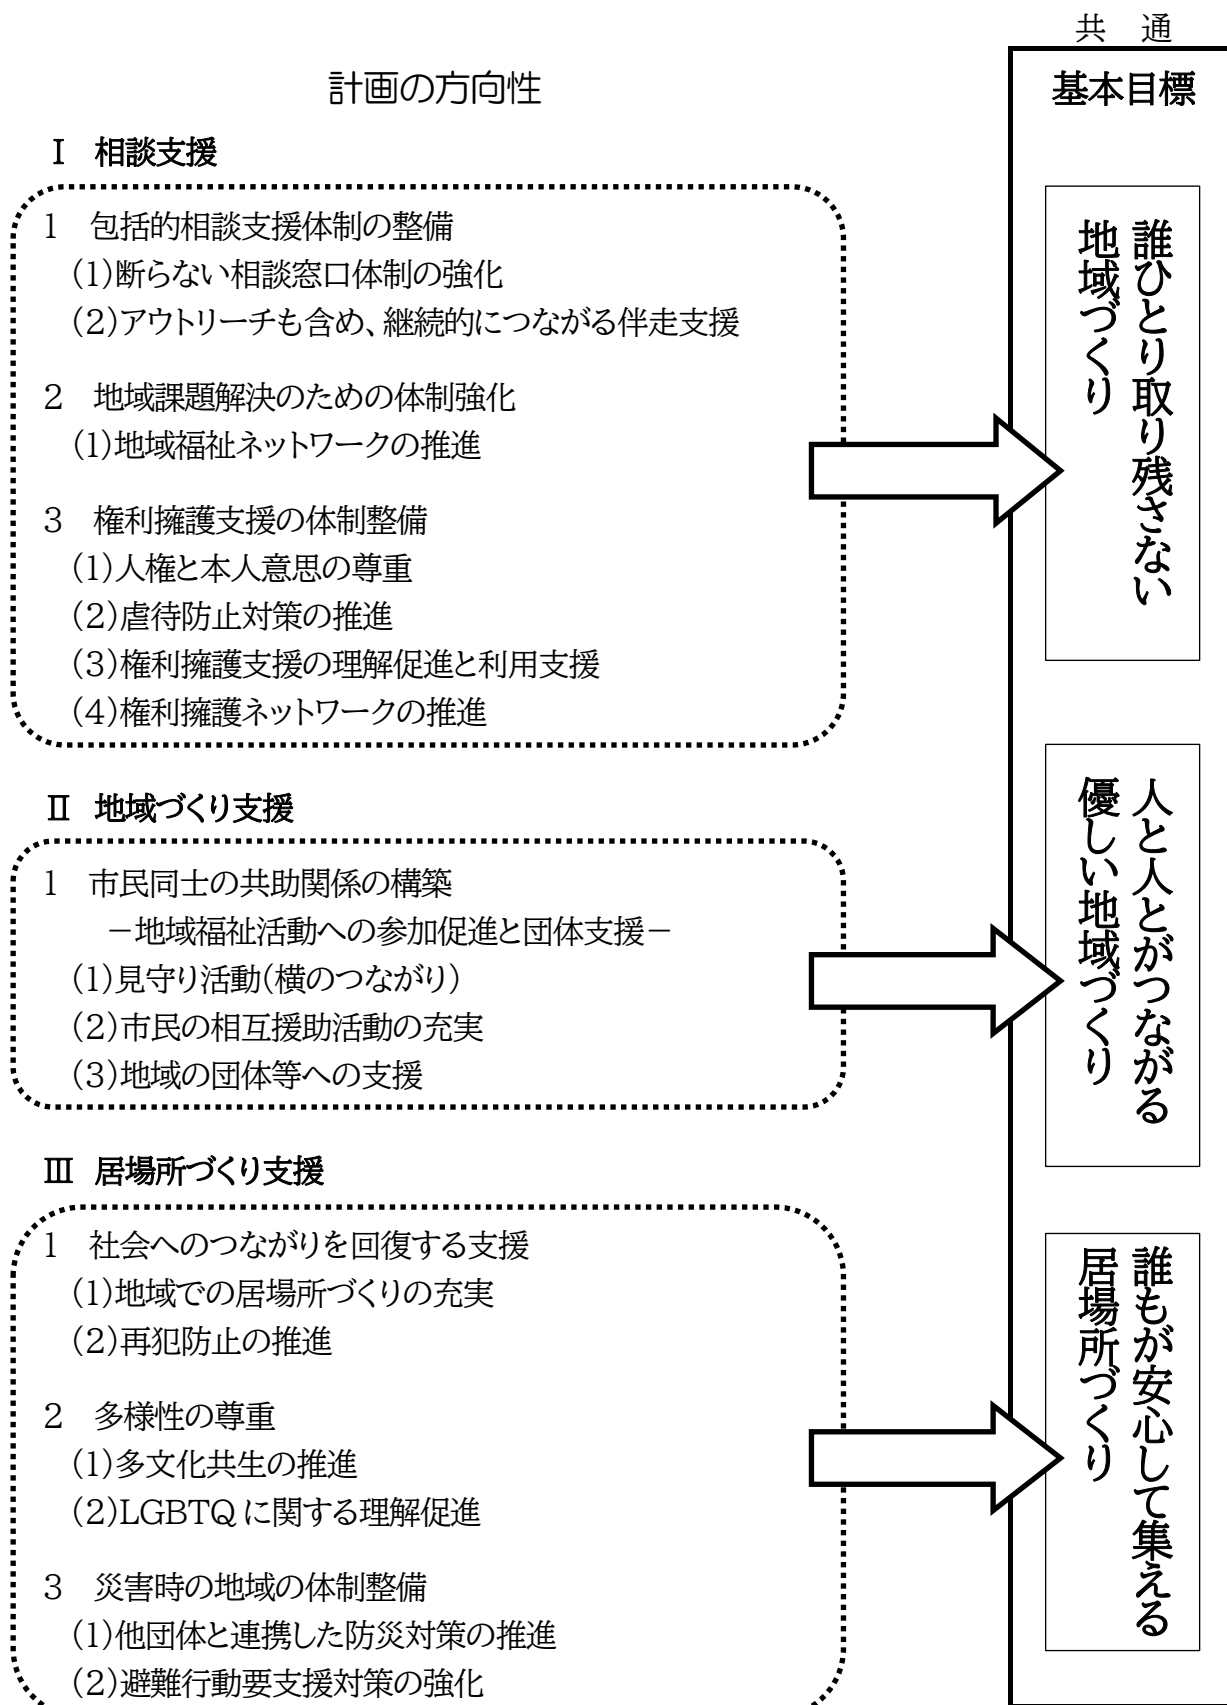 共　通
計画の方向性
基本目標
Ⅰ　相談支援
1　包括的相談支援体制の整備
(1)断らない相談窓口体制の強化
(2)アウトリーチも含め、継続的につながる伴走支援
2　地域課題解決のための体制強化
(1)地域福祉ネットワークの推進
3　権利擁護支援の体制整備
(1)人権と本人意思の尊重
(2)虐待防止対策の推進
(3)権利擁護支援の理解促進と利用支援
(4)権利擁護ネットワークの推進
誰ひとり取り残さない
地域づくり
Ⅱ　地域づくり支援
1　市民同士の共助関係の構築
－地域福祉活動への参加促進と団体支援－
(1)見守り活動(横のつながり)
(2)市民の相互援助活動の充実
(3)地域の団体等への支援
人と人とがつながる
優しい地域づくり
Ⅲ　居場所づくり支援
1　社会へのつながりを回復する支援
(1)地域での居場所づくりの充実
(2)再犯防止の推進
2　多様性の尊重
(1)多文化共生の推進
(2)LGBTQに関する理解促進
3　災害時の地域の体制整備
(1)他団体と連携した防災対策の推進
(2)避難行動要支援対策の強化
誰もが安心して集える
居場所づくり